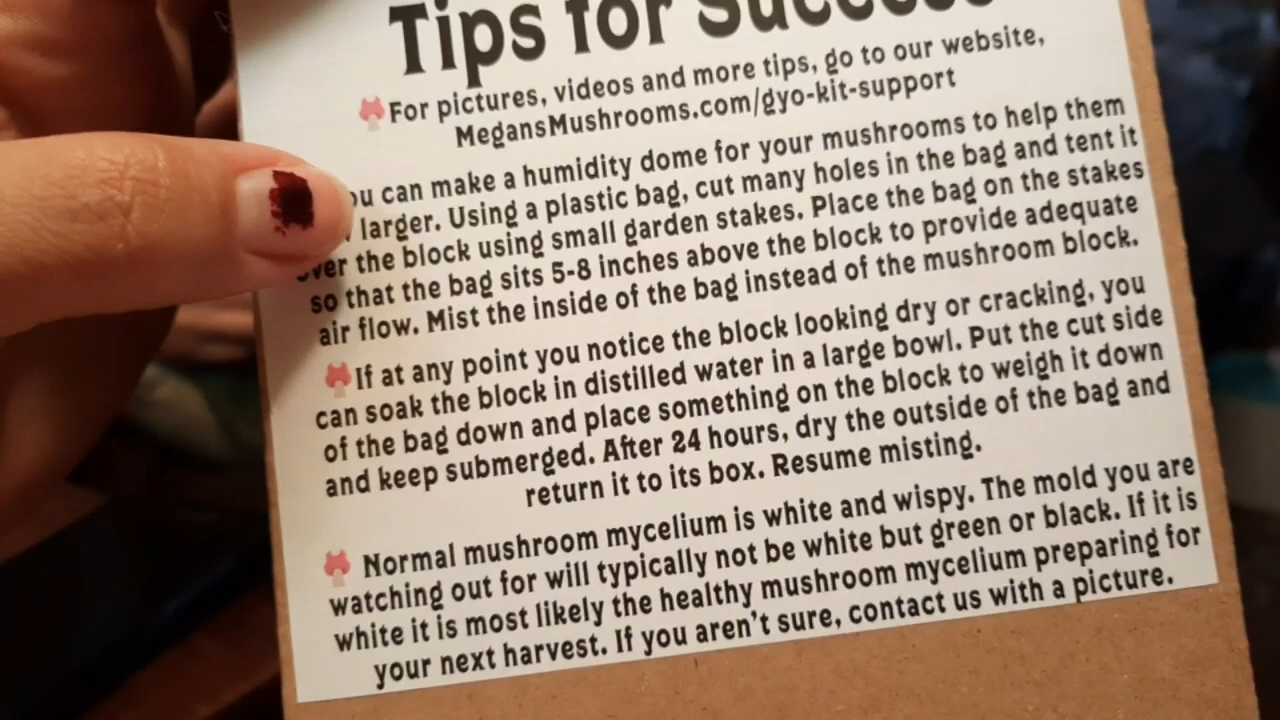 Tips for Success
For pictures, videos and more tips, go to our website,
MegansMushrooms.com/gyo-kit-support
ou can make a humidity dome for your mushrooms to help them
larger. Using a plastic bag, cut many holes in the bag and tent it
over the block using small garden stakes. Place the bag on the stakes
so that the bag sits 5-8 inches above the block to provide adequate
air flow. Mist the inside of the bag instead of the mushroom block.
If at any point you notice the block looking dry or cracking, you
can soak the block in distilled water in a large bowl. Put the cut side
of the bag down and place something on the block to weigh it down
and keep submerged. After 24 hours, dry the outside of the bag and
return it to its box. Resume misting.
Normal mushroom mycelium is white and wispy. The mold you are
watching out for will typically not be white but green or black. If it is
white it is most likely the healthy mushroom mycelium preparing for
your next harvest. If you aren't sure, contact us with a picture.